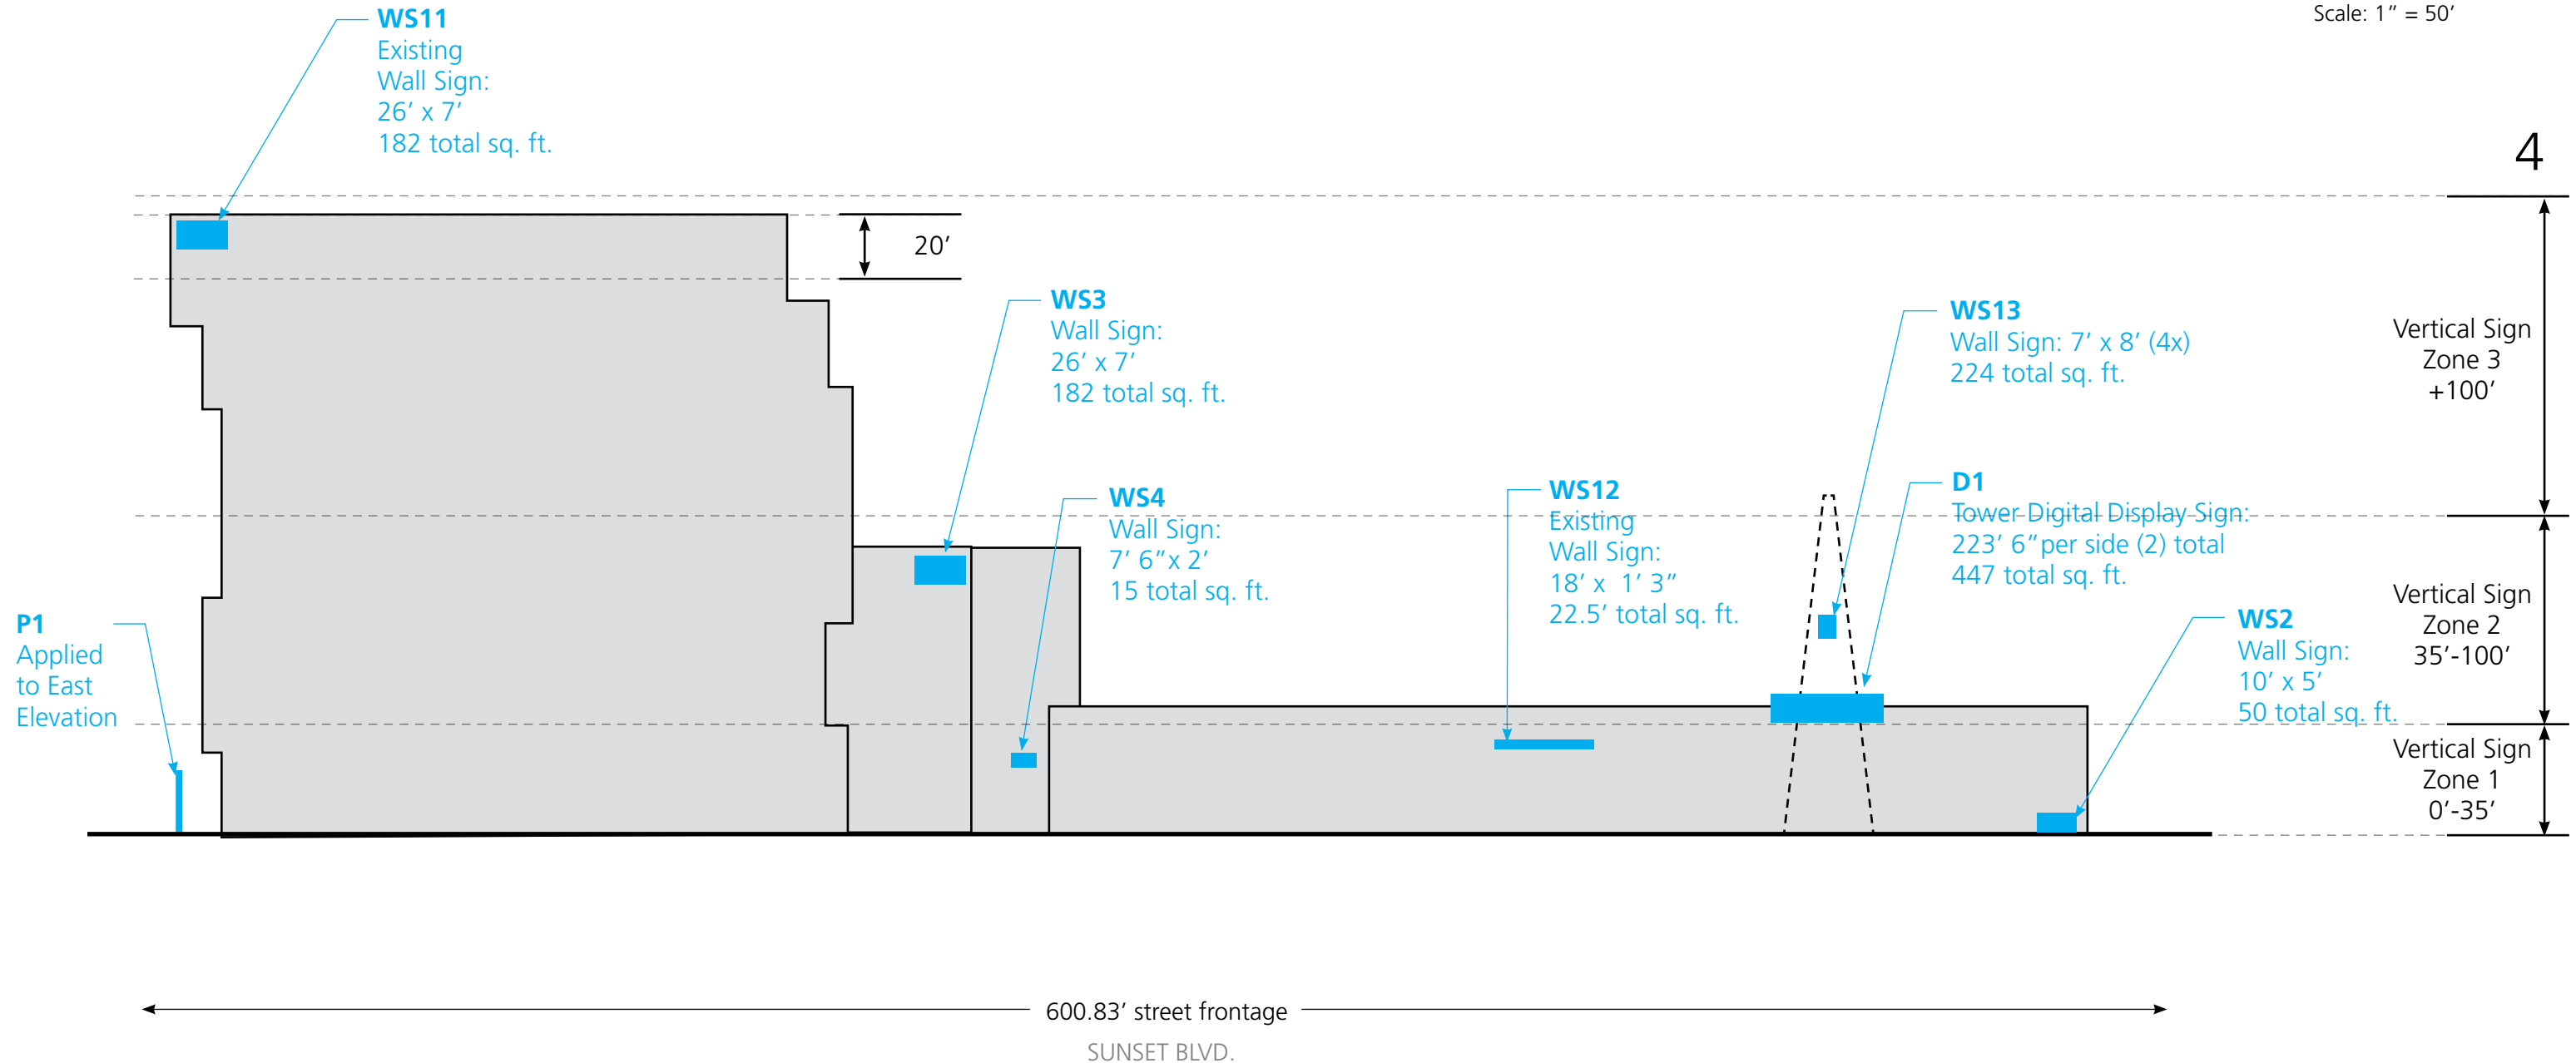 Scale: 1” = 50’
WS11
Existing
Wall Sign:
26’ x 7’
182 total sq. ft.
4
20’
WS3
Wall Sign:
26’ x 7’
182 total sq. ft.
WS13
Wall Sign: 7’ x 8’ (4x)
224 total sq. ft.
Vertical Sign
Zone 3
+100’
WS4
Wall Sign:
7’ 6”x 2’
15 total sq. ft.
WS12
Existing
Wall Sign:
18’ x 1’ 3”
22.5’ total sq. ft.
D1
Tower Digital Display Sign:
223’ 6”per side (2) total
447 total sq. ft.
Vertical Sign
Zone 2
35’-100’
P1
Applied
to East
Elevation
WS2
Wall Sign:
10’ x 5’
50 total sq. ft.
Vertical Sign
Zone 1
0’-35’
600.83’ street frontage
SUNSET BLVD.